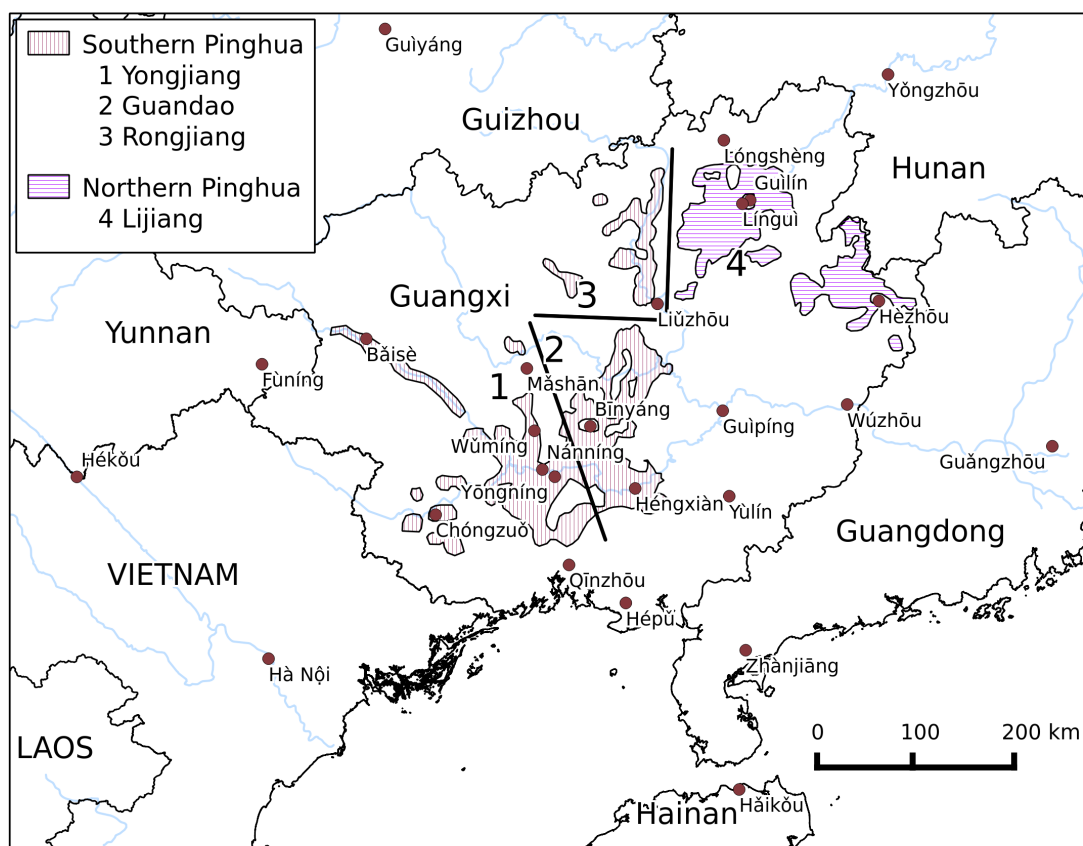 Southern Pinghua
1 Yongjiang
2 Guandao
3 Rongjiang
Northern Pinghua
4 Lijiang
Guìyáng
Yǒngzhōu
Guizhou
Lóngshèng
Hunan
Guìlín
Línguì
4
Guangxi
3
Hèzhōu
Liǔzhōu
Yunnan
Bǎisè
2
Fùníng
1
Mǎshān
Bīnyáng
Guìpíng
Wúzhōu
Wǔmíng
Nánníng
Hékǒu
Guǎngzhōu
Yōngníng
Héngxiàn
Yùlín
Chóngzuǒ
Guangdong
VIETNAM
Qīnzhōu
Hépǔ
Zhànjiāng
Hà Nội
LAOS
0 100 200 km
Hainan
Hǎikǒu